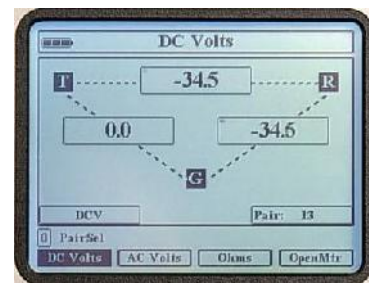 DC Volts
T -34.5 R
0.0 -34.5
G
DCV Pair: 13
0 PairSel
DC Volts AC Volts Ohms OpenMtr